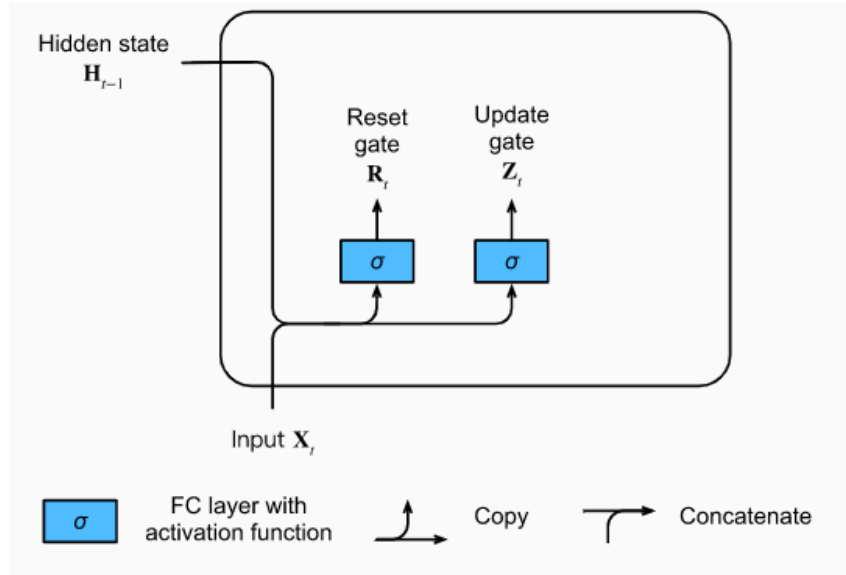 Hidden state
H_{t-1}
Reset
gate
R_t
Update
gate
Z_t
σ
σ
Input X_t
σ
FC layer with
activation function
Copy
Concatenate